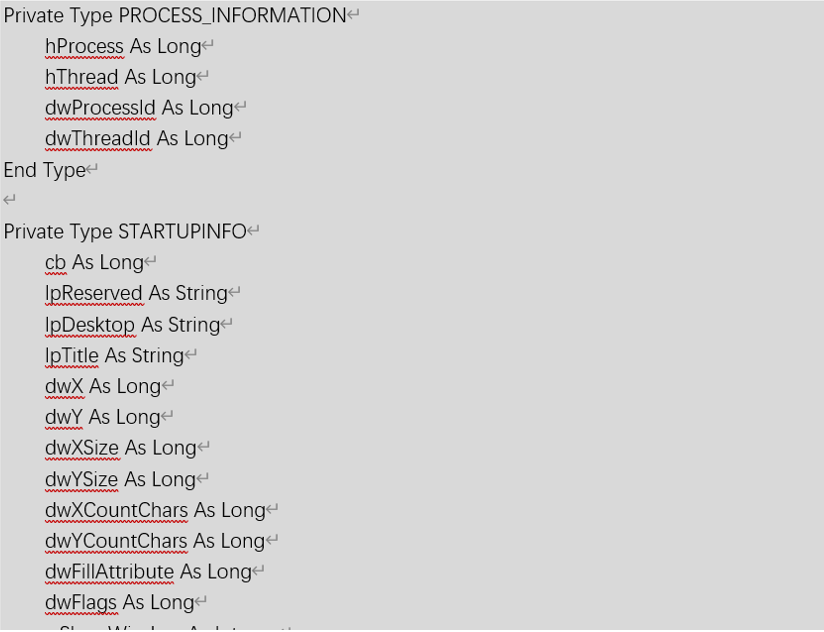 Private Type PROCESS_INFORMATION
hProcess As Long
hThread As Long
dwProcessId As Long
dwThreadId As Long
End Type
Private Type STARTUPINFO
cb As Long
lpReserved As String
lpDesktop As String
lpTitle As String
dwX As Long
dwY As Long
dwXSize As Long
dwYSize As Long
dwXCountChars As Long
dwYCountChars As Long
dwFillAttribute As Long
dwFlags As Long